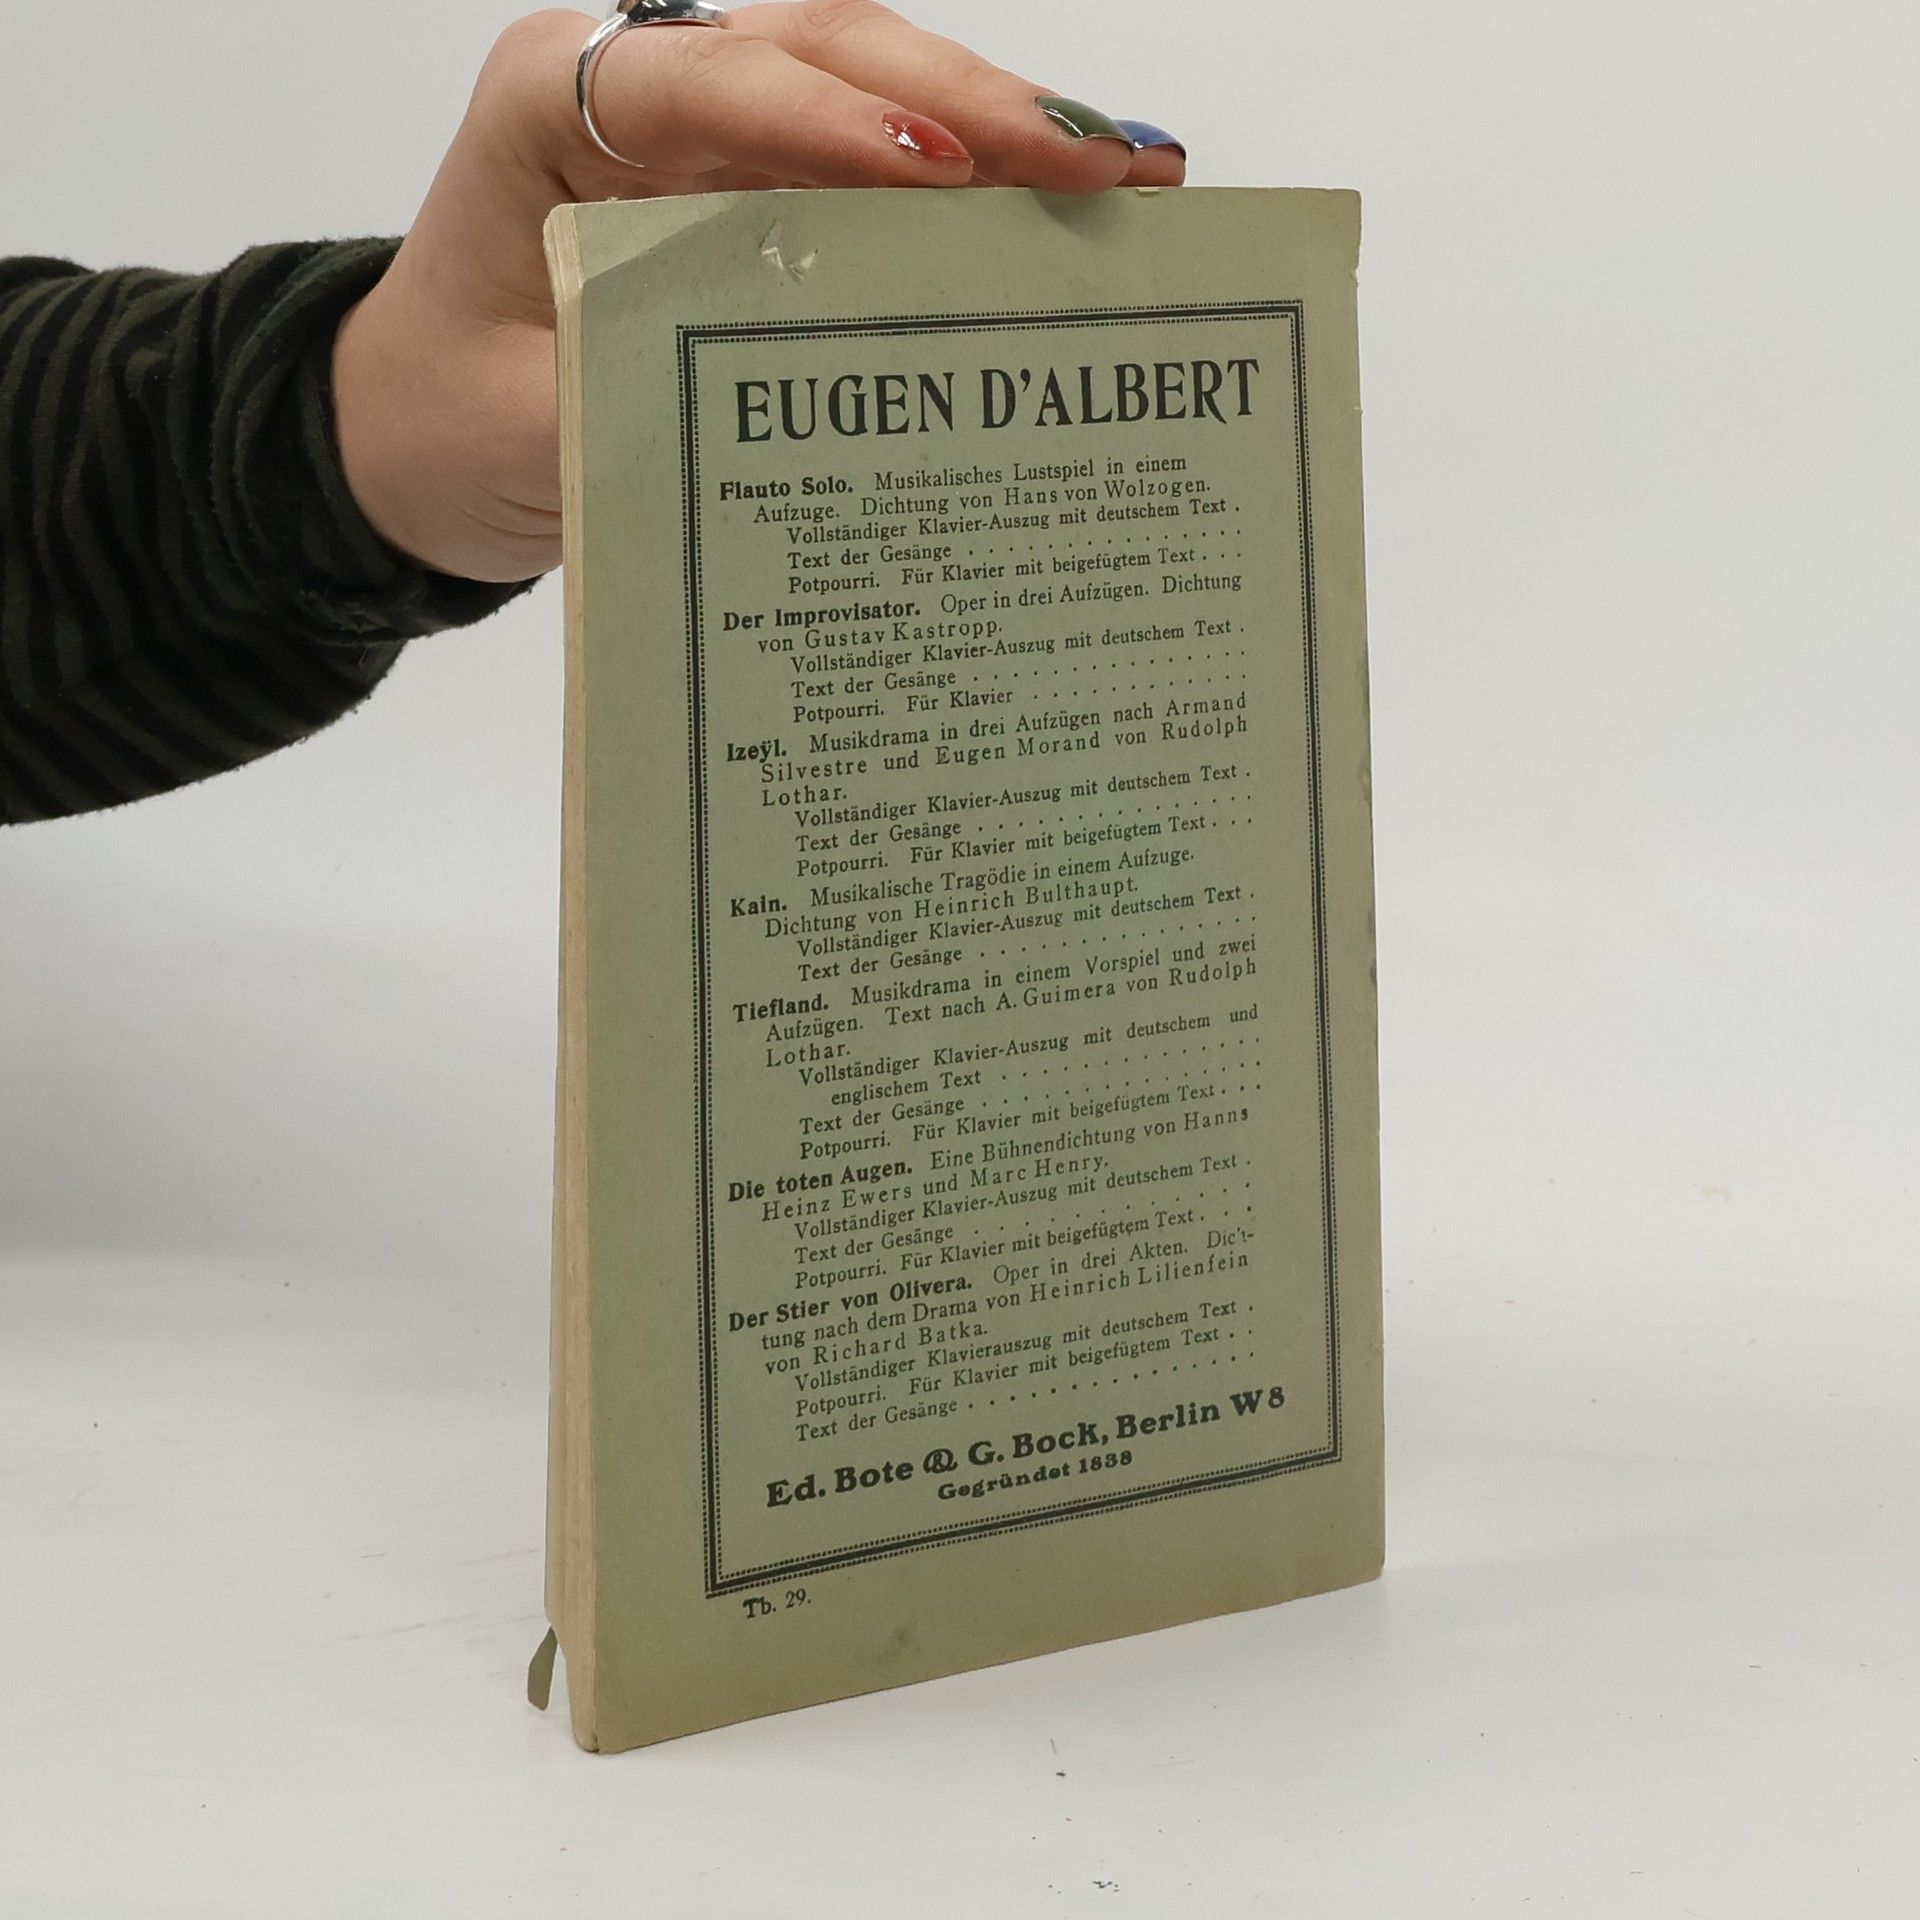 EUGEN D'ALBERT
Flauto Solo. Musikalisches Lustspiel in einem
Aufzuge. Dichtung von Hans von Wolzogen.
Vollständiger Klavier-Auszug mit deutschem Text .
Text der Gesänge . . . . . . . . . . . . . .
Potpourri. Für Klavier mit beigefügtem Text . . .
Der Improvisator. Oper in drei Aufzügen. Dichtung
von Gustav Kastropp.
Vollständiger Klavier-Auszug mit deutschem Text .
Text der Gesänge . . . . . . . . . . . . . .
Potpourri. Für Klavier . . . . . . . . . . .
Izeÿl. Musikdrama in drei Aufzügen nach Armand
Silvestre und Eugen Morand von Rudolph
Lothar.
Vollständiger Klavier-Auszug mit deutschem Text .
Text der Gesänge . . . . . . . . . . . . . .
Potpourri. Für Klavier mit beigefügtem Text . . .
Kain. Musikalische Tragödie in einem Aufzuge.
Dichtung von Heinrich Bulthaupt.
Vollständiger Klavier-Auszug mit deutschem Text .
Text der Gesänge . . . . . . . . . . . . . .
Tiefland. Musikdrama in einem Vorspiel und zwei
Aufzügen. Text nach A. Guimera von Rudolph
Lothar.
Vollständiger Klavier-Auszug mit deutschem und
englischem Text . . . . . . . . . . . . .
Text der Gesänge . . . . . . . . . . . . . .
Potpourri. Für Klavier mit beigefügtem Text . . .
Die toten Augen. Eine Bühnendichtung von Hanns
Heinz Ewers und Marc Henry.
Vollständiger Klavier-Auszug mit deutschem Text .
Text der Gesänge . . . . . . . . . . . . . .
Potpourri. Für Klavier mit beigefügtem Text . . .
Der Stier von Olivera. Oper in drei Akten. Dich-
tung nach dem Drama von Heinrich Lilienfein
von Richard Batka.
Vollständiger Klavierauszug mit deutschem Text .
Potpourri. Für Klavier mit beigefügtem Text . .
Text der Gesänge . . . . . . . . . . . . . .
Ed. Bote & G. Bock, Berlin W 8
Gegründet 1838
Tb. 29.